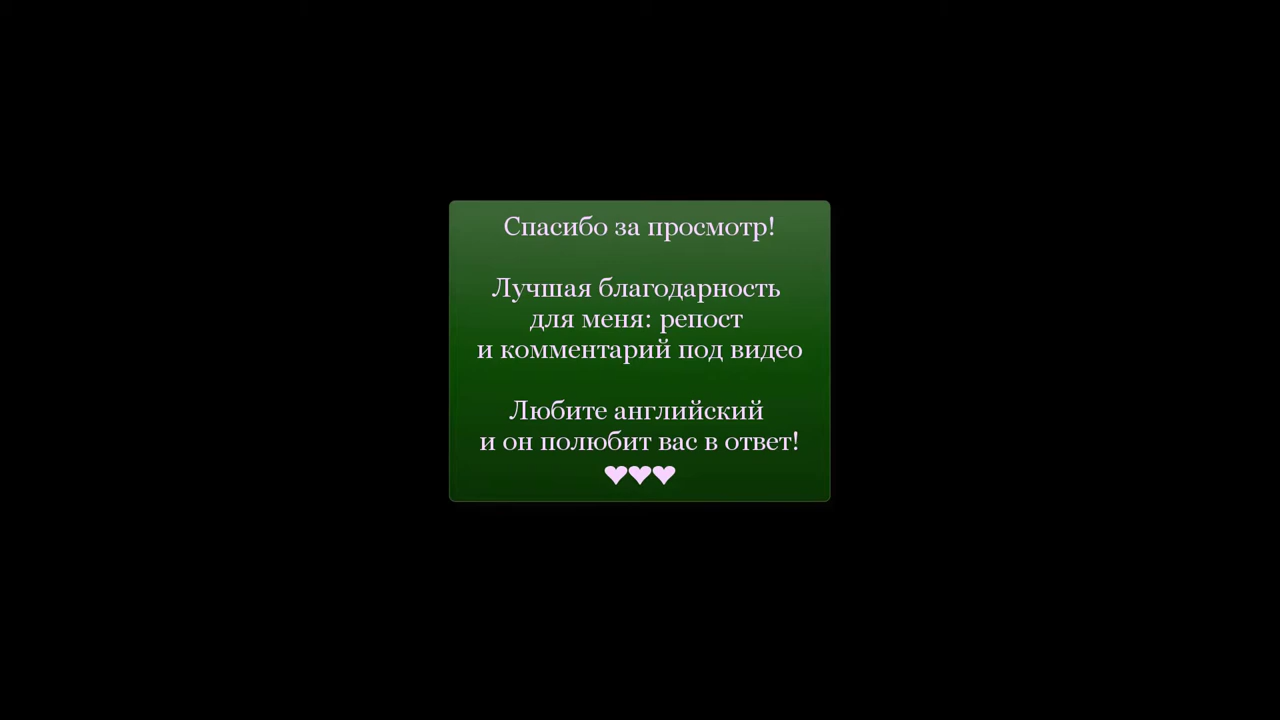 Спасибо за просмотр!
Лучшая благодарность
для меня: репост
и комментарий под видео
Любите английский
и он полюбит вас в ответ!
❤❤❤